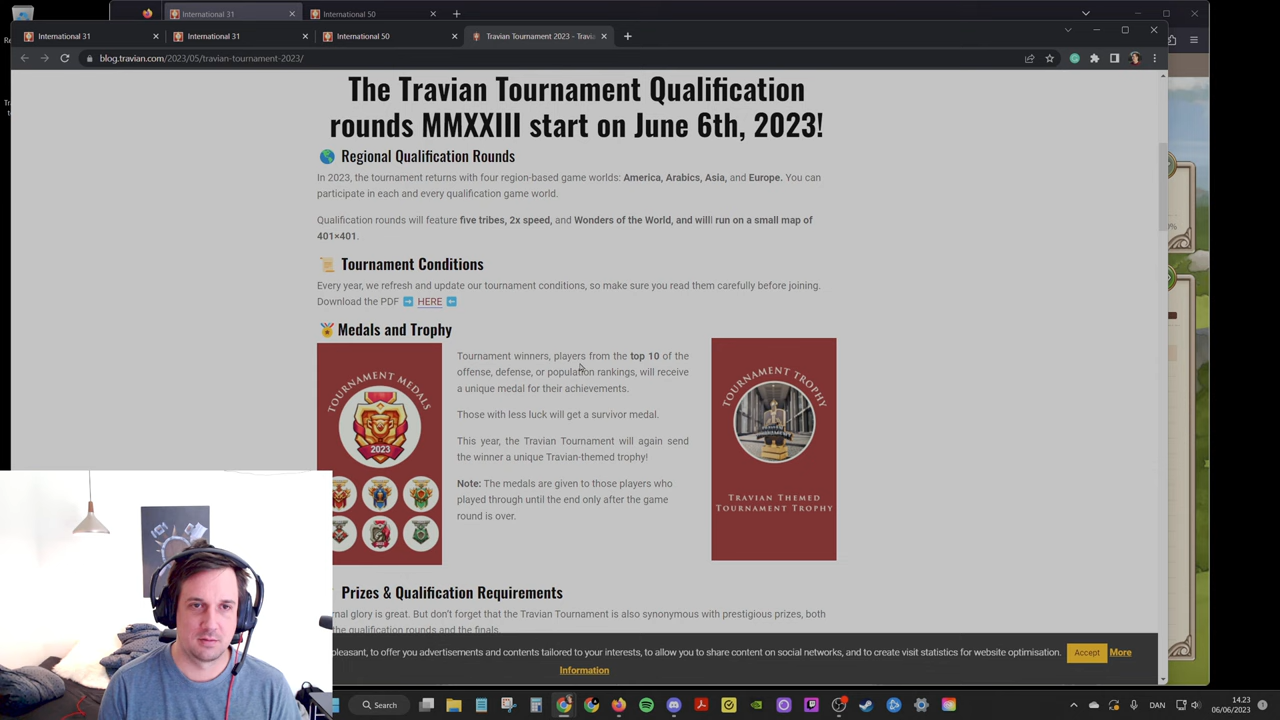 International 31
International 50
International 31
International 31
International 50
Travian Tournament 2023 - Travia
blog.travian.com/2023/05/travian-tournament-2023/
The Travian Tournament Qualification
rounds MMXXIII start on June 6th, 2023!
Regional Qualification Rounds
In 2023, the tournament returns with four region-based game worlds: America, Arabics, Asia, and Europe. You can
participate in each and every qualification game world.
Qualification rounds will feature five tribes, 2x speed, and Wonders of the World, and willl run on a small map of
401×401.
Tournament Conditions
Every year, we refresh and update our tournament conditions, so make sure you read them carefully before joining.
Download the PDF HERE
Medals and Trophy
TOURNAMENT MEDALS
2023
Tournament winners, players from the top 10 of the
offense, defense, or population rankings, will receive
a unique medal for their achievements.
Those with less luck will get a survivor medal.
This year, the Travian Tournament will again send
the winner a unique Travian-themed trophy!
Note: The medals are given to those players who
played through until the end only after the game
round is over.
TOURNAMENT TROPHY
TRAVIAN THEMED
TOURNAMENT TROPHY
Prizes & Qualification Requirements
rnal glory is great. But don't forget that the Travian Tournament is also synonymous with prestigious prizes, both
the qualification rounds and the finals.
pleasant, to offer you advertisements and contents tailored to your interests, to allow you to share content on social networks, and to create visit statistics for website optimisation. Accept More
Information
Search
DAN
14.23
06/06/2023